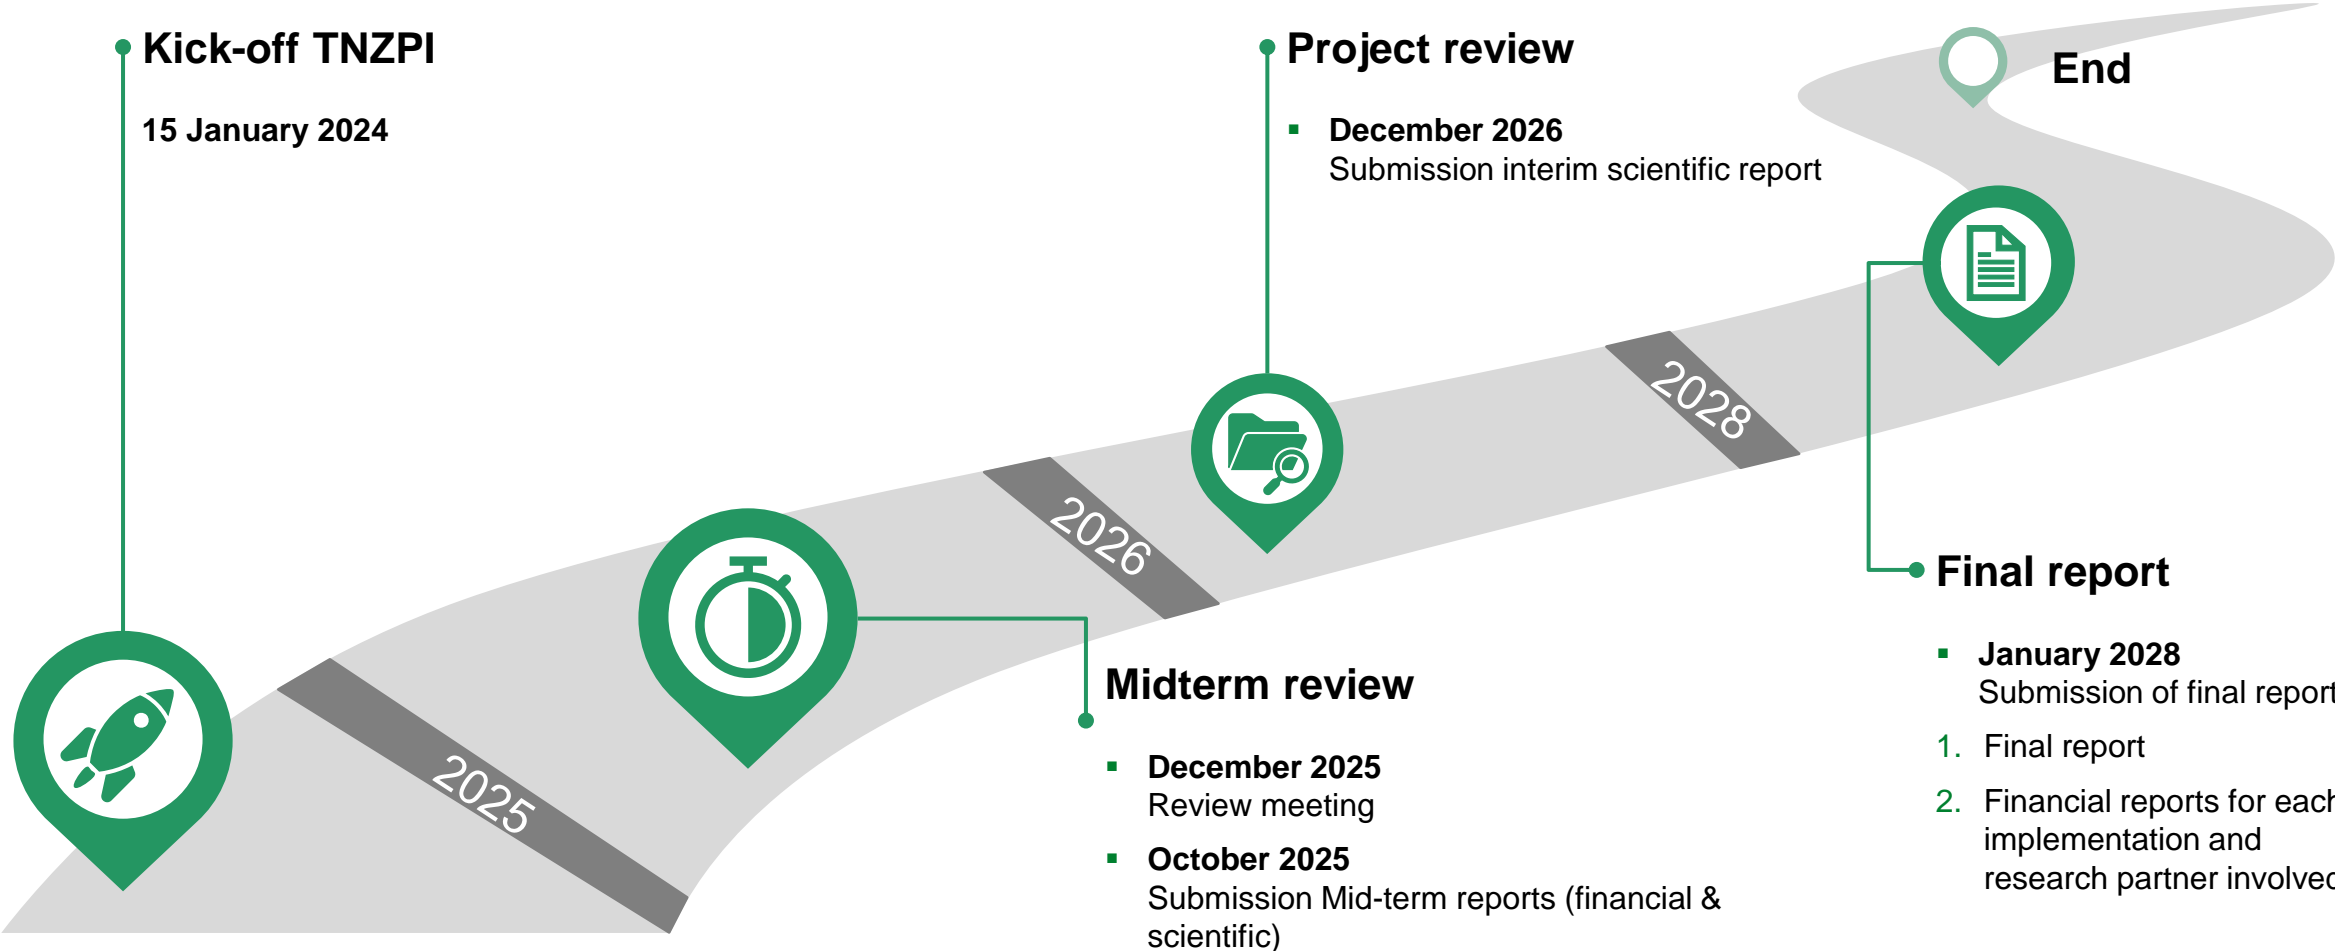 Kick-off TNZPI
15 January 2024
Project review
▪ December 2026
Submission interim scientific report
End
2025
2026
2028
Midterm review
▪ December 2025
Review meeting
▪ October 2025
Submission Mid-term reports (financial &
scientific)
Final report
▪ January 2028
Submission of final report
1. Final report
2. Financial reports for each
implementation and
research partner involved